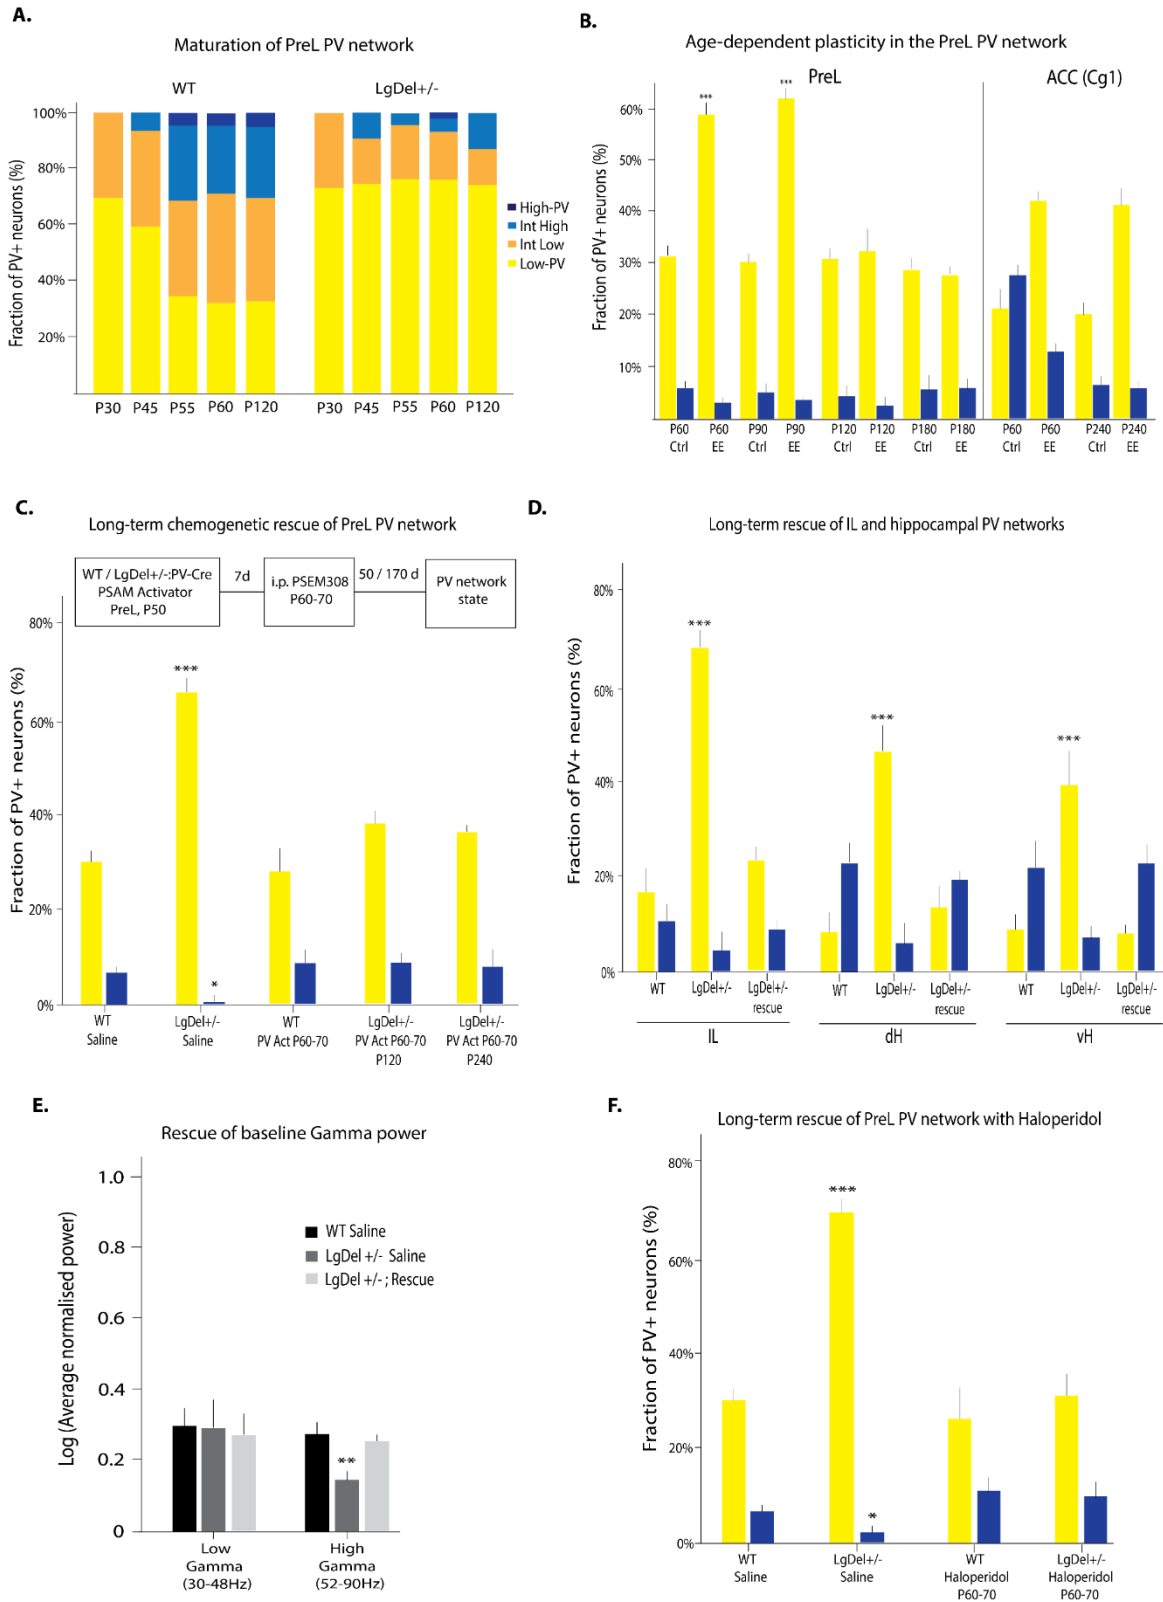 A.
Maturation of PreL PV network
WT
LgDel+/-
Fraction of PV+ neurons (%)
100%
80%
60%
40%
20%
P30 P45 P55 P60 P120
P30 P45 P55 P60 P120
High-PV
Int High
Int Low
Low-PV
B.
Age-dependent plasticity in the PreL PV network
PreL
ACC (Cg1)
Fraction of PV+ neurons (%)
60%
50%
40%
30%
20%
10%
***
***
P60 P60 P90 P90 P120 P120 P180 P180 P60 P60 P240 P240
Ctrl EE Ctrl EE Ctrl EE Ctrl EE Ctrl EE Ctrl EE
C.
Long-term chemogenetic rescue of PreL PV network
WT / LgDel+/-:PV-Cre
PSAM Activator
PreL, P50
7d
i.p. PSEM308
P60-70
50 / 170 d
PV network
state
Fraction of PV+ neurons (%)
80%
60%
40%
20%
0%
***
*
WT
Saline
LgDel+/-
Saline
WT
PV Act P60-70
LgDel+/-
PV Act P60-70
P120
LgDel+/-
PV Act P60-70
P240
D.
Long-term rescue of IL and hippocampal PV networks
Fraction of PV+ neurons (%)
80%
60%
40%
20%
0%
***
***
***
WT
LgDel+/-
LgDel+/-
rescue
WT
LgDel+/-
LgDel+/-
rescue
WT
LgDel+/-
LgDel+/-
rescue
IL
dH
vH
E.
Rescue of baseline Gamma power
Log (Average normalised power)
1.0
0.8
0.6
0.4
0.2
0
WT Saline
LgDel +/- Saline
LgDel +/- ; Rescue
**
Low
Gamma
(30-48Hz)
High
Gamma
(52-90Hz)
F.
Long-term rescue of PreL PV network with Haloperidol
Fraction of PV+ neurons (%)
80%
60%
40%
20%
0%
***
*
WT
Saline
LgDel+/-
Saline
WT
Haloperidol
P60-70
LgDel+/-
Haloperidol
P60-70